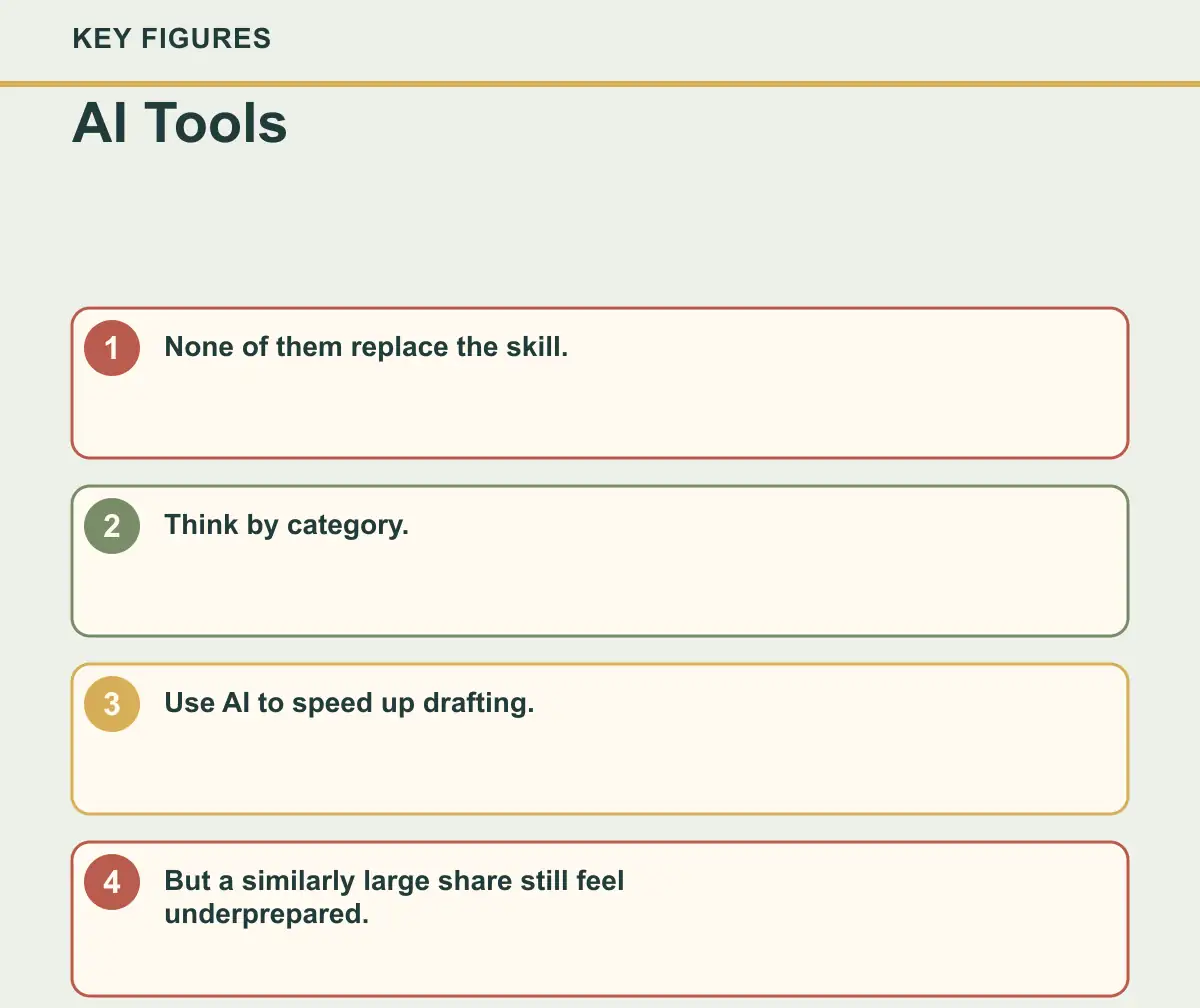 KEY FIGURES
AI Tools
1
None of them replace the skill.
2
Think by category.
3
Use AI to speed up drafting.
4
But a similarly large share still feel
underprepared.